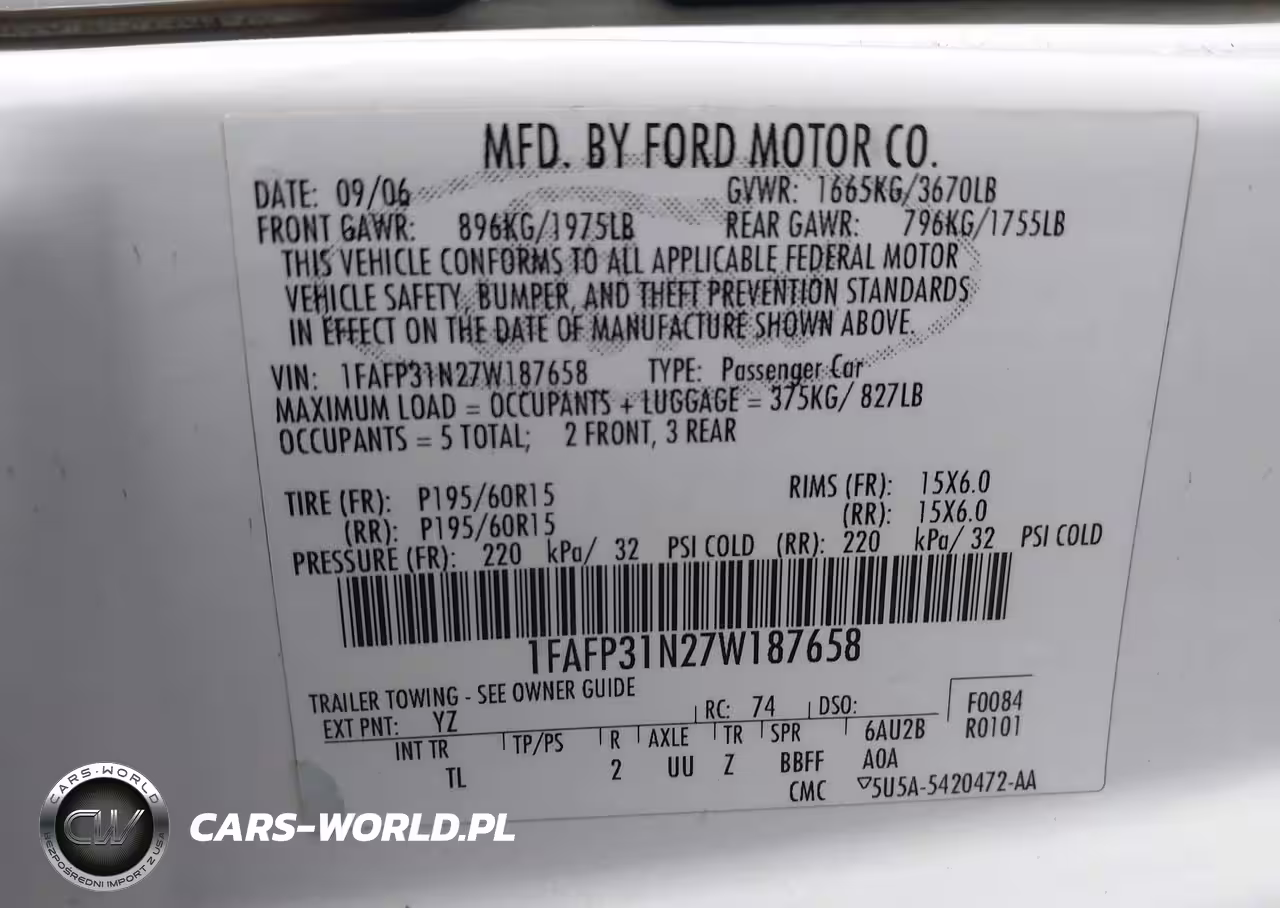 MFD. BY FORD MOTOR CO.
DATE: 09/06 GVWR: 1665KG/3670LB
FRONT GAWR: 896KG/1975LB REAR GAWR: 796KG/1755LB
THIS VEHICLE CONFORMS TO ALL APPLICABLE FEDERAL MOTOR
VEHICLE SAFETY, BUMPER, AND THEFT PREVENTION STANDARDS
IN EFFECT ON THE DATE OF MANUFACTURE SHOWN ABOVE.
VIN: 1FAFP31N27W187658 TYPE: Passenger Car
MAXIMUM LOAD = OCCUPANTS + LUGGAGE = 375KG/ 827LB
OCCUPANTS = 5 TOTAL; 2 FRONT, 3 REAR
TIRE (FR): P195/60R15 RIMS (FR): 15X6.0
(RR): P195/60R15 (RR): 15X6.0
PRESSURE (FR): 220 kPa/ 32 PSI COLD (RR): 220 kPa/ 32 PSI COLD
1FAFP31N27W187658
TRAILER TOWING - SEE OWNER GUIDE
EXT PNT: YZ RC: 74 DSO: F0084
INT TR TP/PS R AXLE TR SPR 6AU2B R0101
TL 2 UU Z BBFF A0A
CMC ▽5U5A-5420472-AA
CARS-WORLD
CW
BEZPOŚREDNI IMPORT Z USA
CARS-WORLD.PL